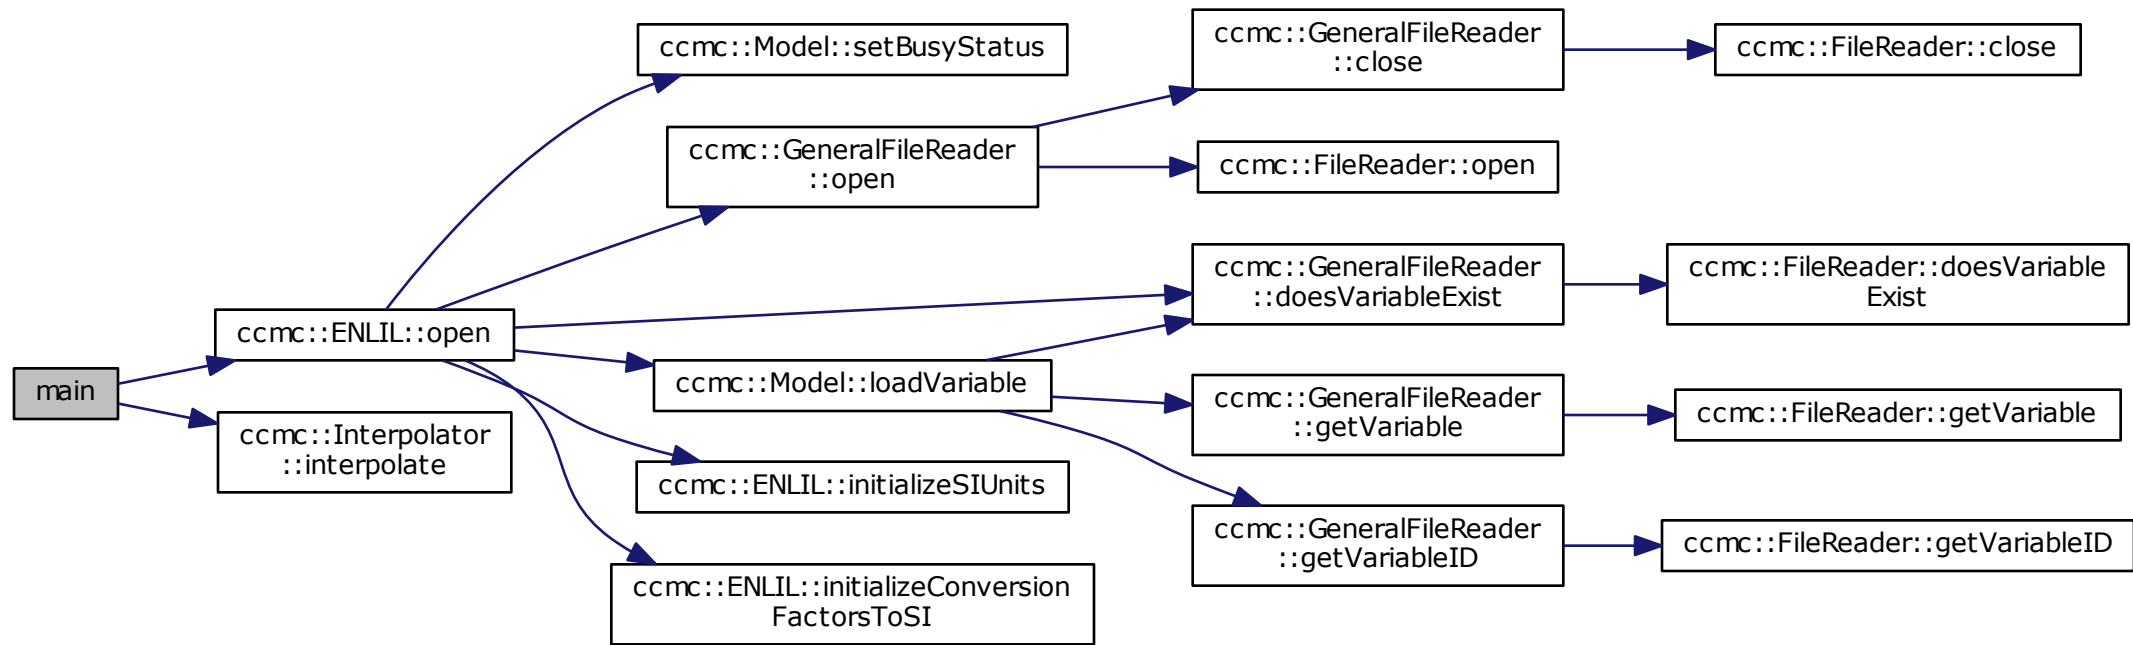 main
ccmc::ENLIL::open
ccmc::Interpolator
::interpolate
ccmc::Model::setBusyStatus
ccmc::GeneralFileReader
::open
ccmc::Model::loadVariable
ccmc::ENLIL::initializeSIUnits
ccmc::ENLIL::initializeConversion
FactorsToSI
ccmc::GeneralFileReader
::close
ccmc::FileReader::open
ccmc::GeneralFileReader
::doesVariableExist
ccmc::GeneralFileReader
::getVariable
ccmc::GeneralFileReader
::getVariableID
ccmc::FileReader::close
ccmc::FileReader::doesVariable
Exist
ccmc::FileReader::getVariable
ccmc::FileReader::getVariableID